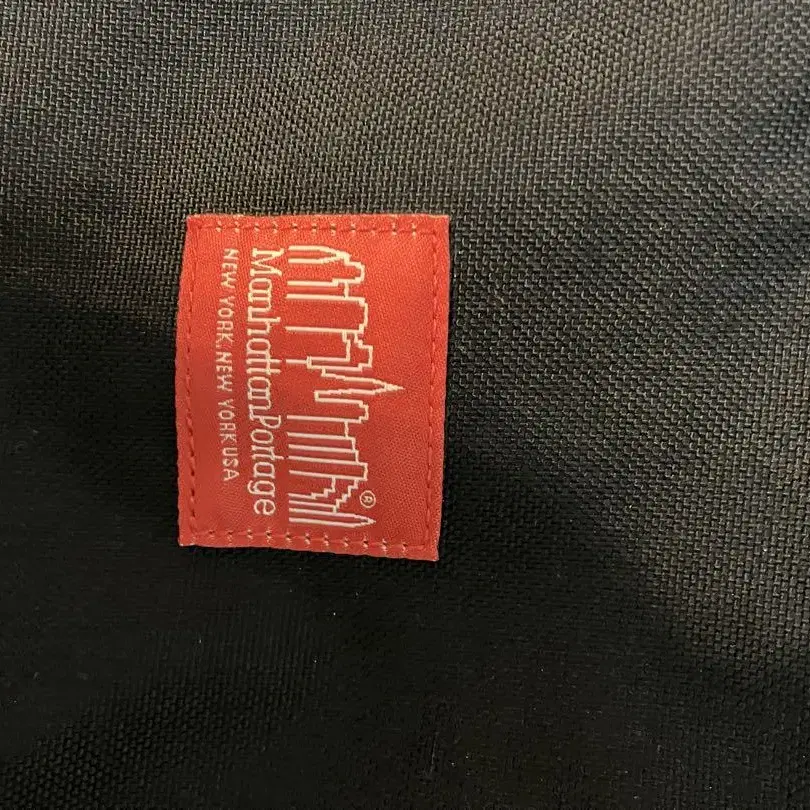 ®
ManhattanPortage
NEW YORK, NEW YORK USA